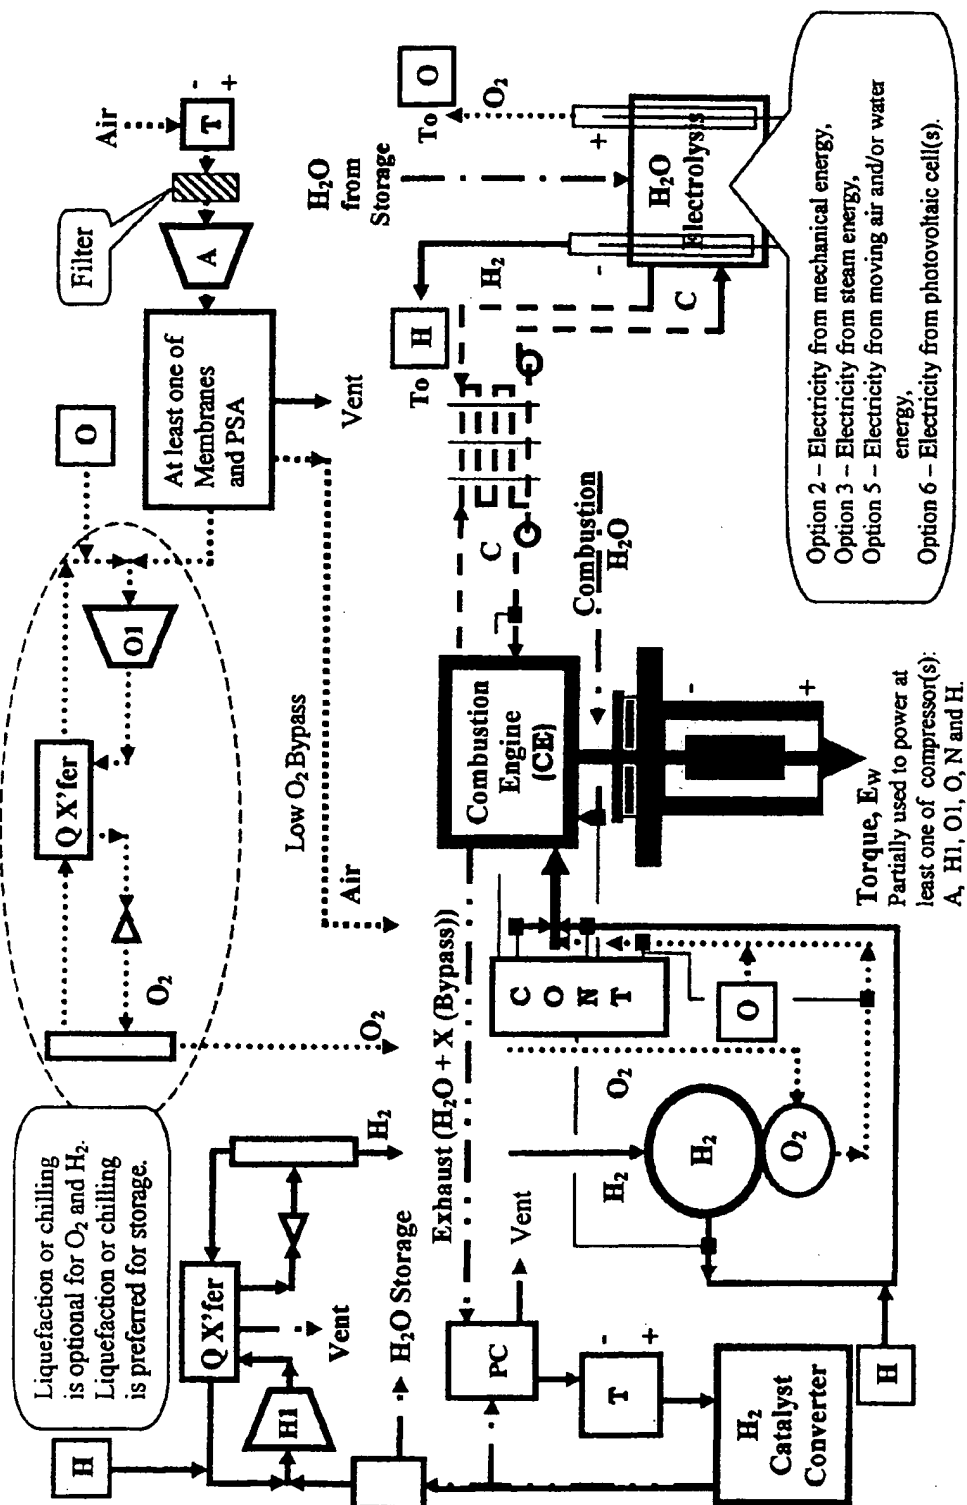 Liquefaction or chilling
is optional for O₂ and H₂.
Liquefaction or chilling
is preferred for storage.
H
H1
Q X'fer
Vent
H₂
H₂O Storage
O₂
O₂
Q X'fer
O1
O
At least one of
Membranes
and PSA
Vent
A
Filter
T
-
+
Air
Low O₂ Bypass
Air
Exhaust (H₂O + X (Bypass))
PC
Vent
T
-
+
H₂
Catalyst
Converter
H
H₂
O₂
H₂
O₂
O
C
O
N
T
Combustion
Engine
(CE)
C
Combustion
H₂O
-
+
Torque, E_W
Partially used to power at
least one of compressor(s):
A, H1, O1, O, N and H.
To
H
H₂
H₂O
from
Storage
To
O
O₂
-
+
H₂O
Electrolysis
C
Option 2 – Electricity from mechanical energy,
Option 3 – Electricity from steam energy,
Option 5 – Electricity from moving air and/or water
energy,
Option 6 – Electricity from photovoltaic cell(s).